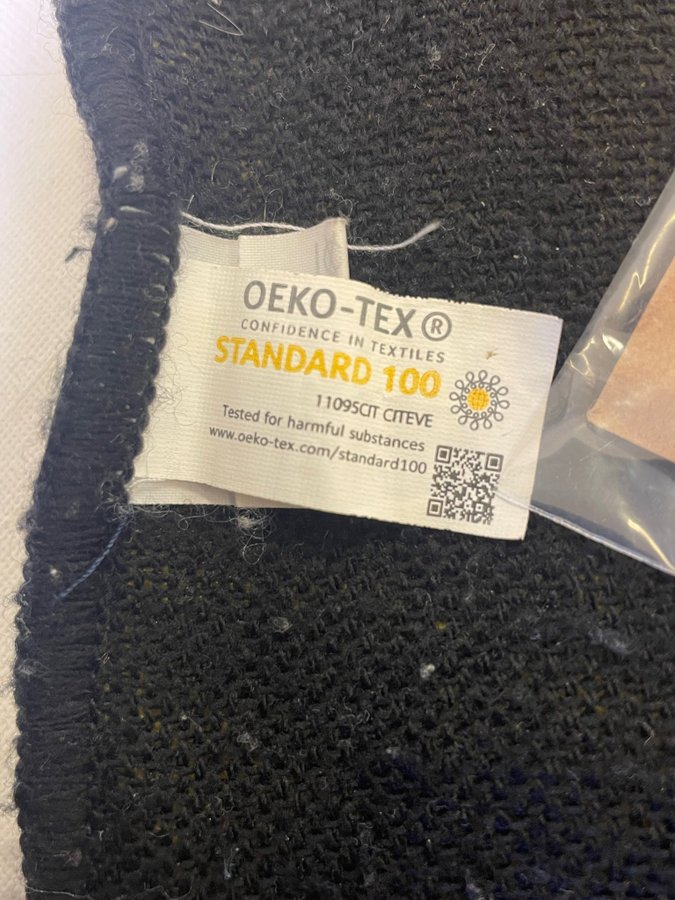 OEKO-TEX®
CONFIDENCE IN TEXTILES
STANDARD 100
11095CIT CITEVE
Tested for harmful substances
www.oeko-tex.com/standard100